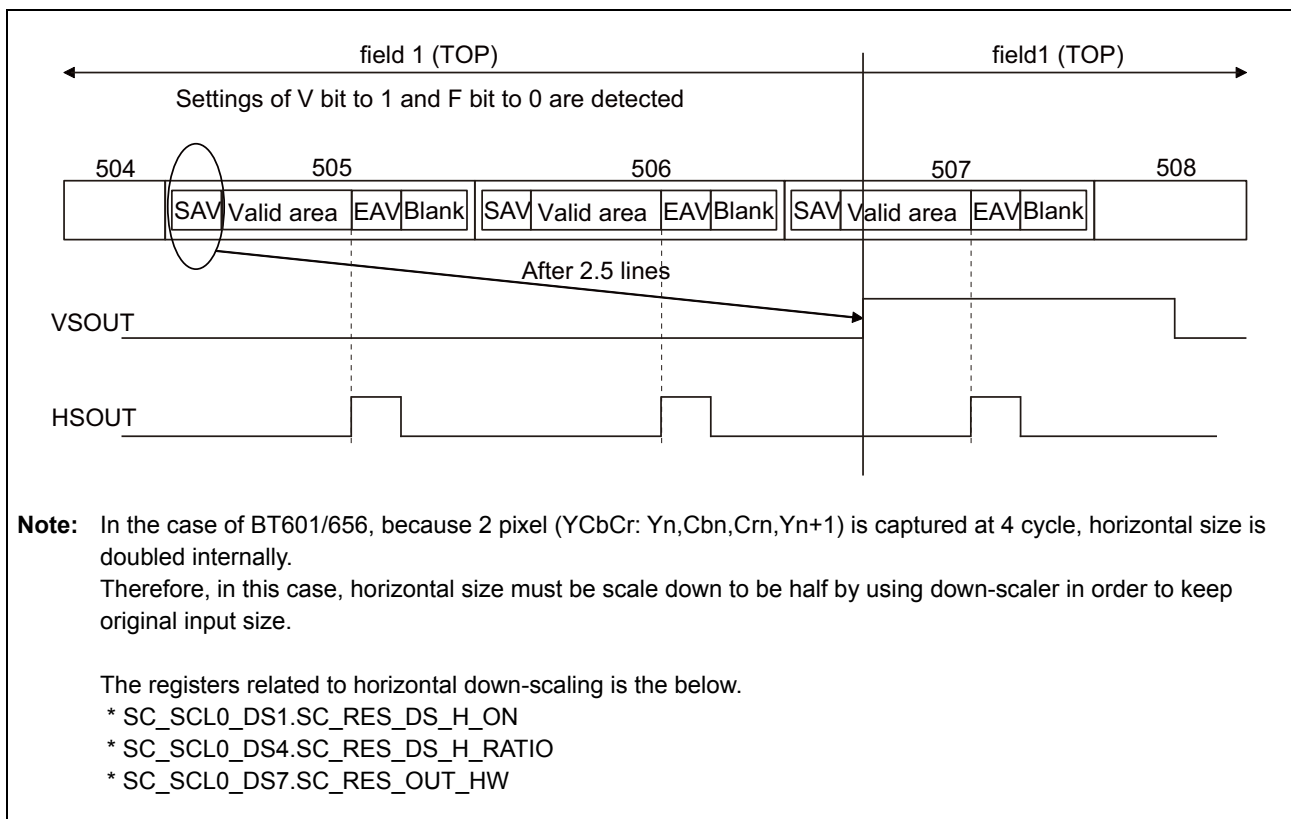 field 1 (TOP) field1 (TOP)
Settings of V bit to 1 and F bit to 0 are detected
504 505 506 507 508
SAV Valid area EAV Blank SAV Valid area EAV Blank SAV Valid area EAV Blank
After 2.5 lines
VSOUT
HSOUT
Note: In the case of BT601/656, because 2 pixel (YCbCr: Yn,Cbn,Crn,Yn+1) is captured at 4 cycle, horizontal size is
doubled internally.
Therefore, in this case, horizontal size must be scale down to be half by using down-scaler in order to keep
original input size.
The registers related to horizontal down-scaling is the below.
* SC_SCL0_DS1.SC_RES_DS_H_ON
* SC_SCL0_DS4.SC_RES_DS_H_RATIO
* SC_SCL0_DS7.SC_RES_OUT_HW